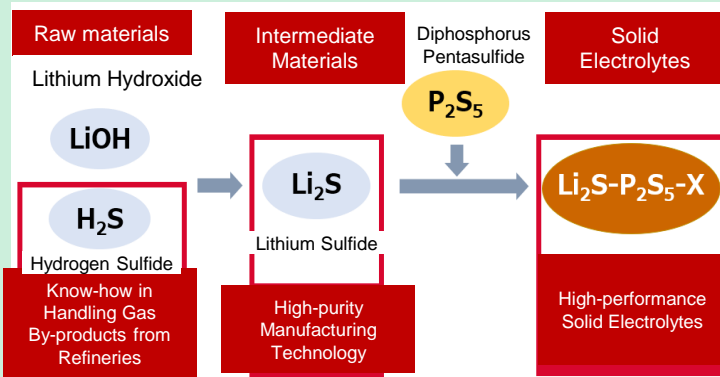 Raw materials
Lithium Hydroxide
LiOH
H₂S
Hydrogen Sulfide
Know-how in
Handling Gas
By-products from
Refineries
Intermediate
Materials
Li₂S
Lithium Sulfide
High-purity
Manufacturing
Technology
Diphosphorus
Pentasulfide
P₂S₅
Solid
Electrolytes
Li₂S-P₂S₅-X
High-performance
Solid Electrolytes